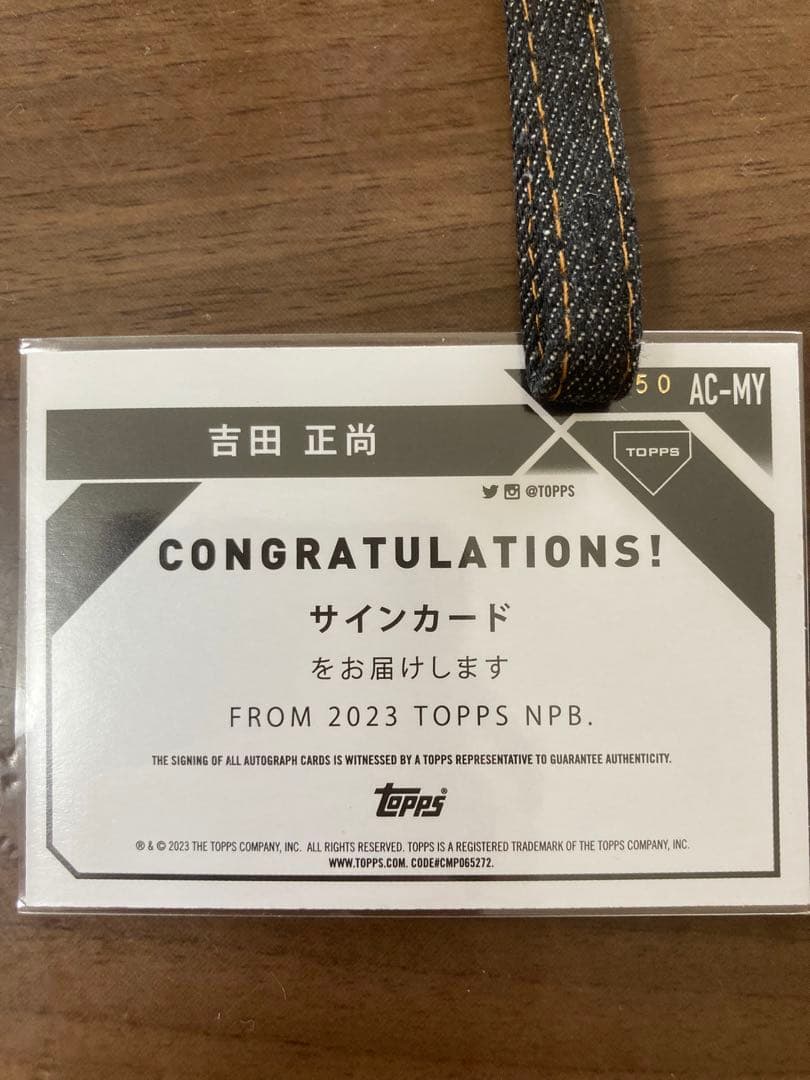 50 AC-MY
吉田 正尚
TOPPS
@TOPPS
CONGRATULATIONS!
サインカード
をお届けします
FROM 2023 TOPPS NPB.
THE SIGNING OF ALL AUTOGRAPH CARDS IS WITNESSED BY A TOPPS REPRESENTATIVE TO GUARANTEE AUTHENTICITY.
topps®
® & © 2023 THE TOPPS COMPANY, INC. ALL RIGHTS RESERVED. TOPPS IS A REGISTERED TRADEMARK OF THE TOPPS COMPANY, INC.
WWW.TOPPS.COM. CODE#CMP065272.